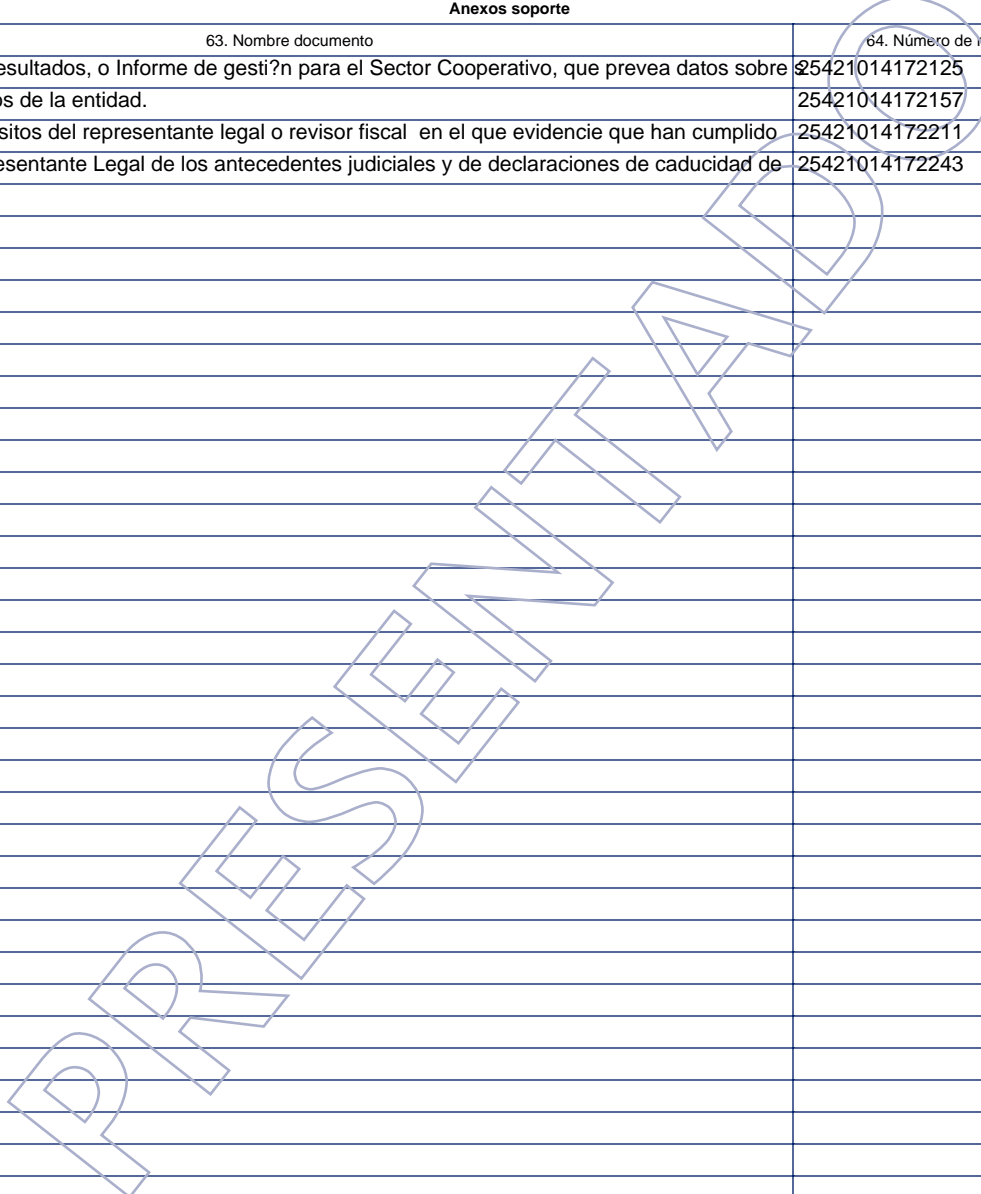 Anexos soporte
63. Nombre documento 64. Número de
esultados, o Informe de gesti?n para el Sector Cooperativo, que prevea datos sobre s 25421014172125
os de la entidad. 25421014172157
sitos del representante legal o revisor fiscal en el que evidencie que han cumplido 25421014172211
esentante Legal de los antecedentes judiciales y de declaraciones de caducidad de 25421014172243
PRESENTADO